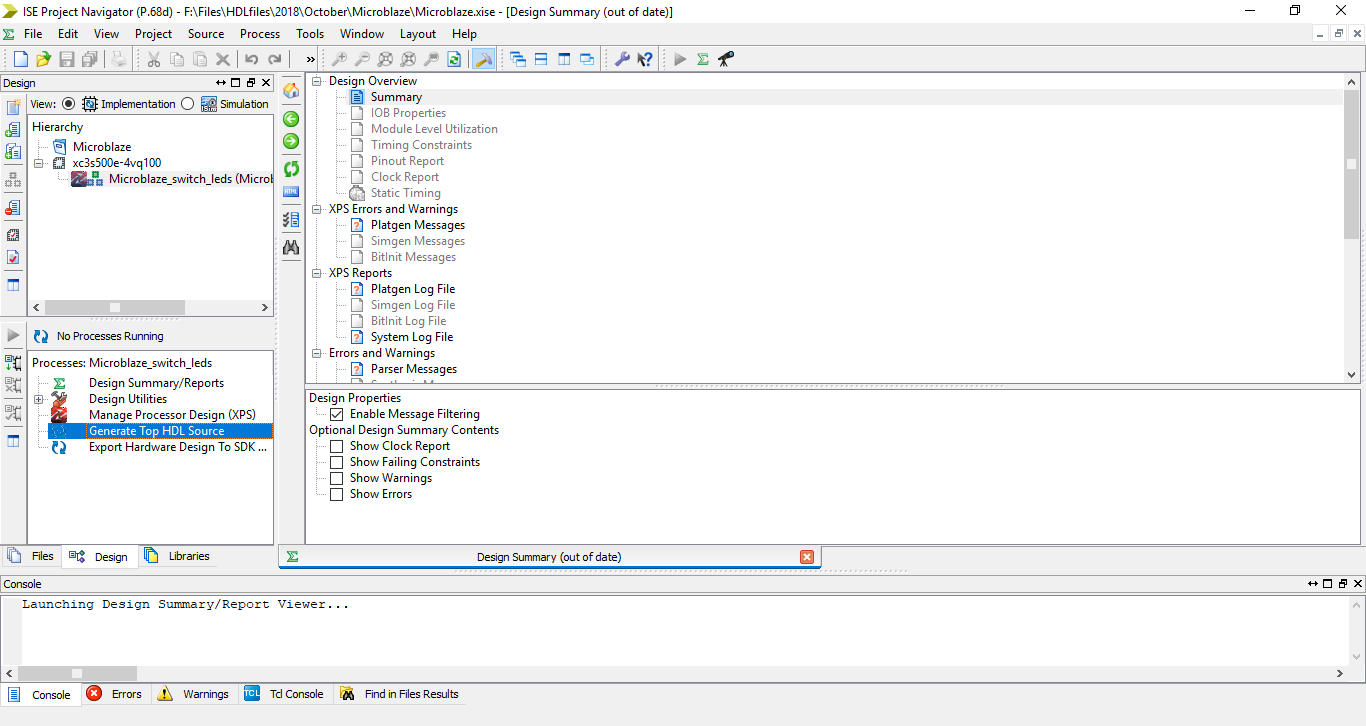 ISE Project Navigator (P.68d) - F:\Files\HDLfiles\2018\October\Microblaze\Microblaze.xise - [Design Summary (out of date)]
File Edit View Project Source Process Tools Window Layout Help
»
Design
View: Implementation Simulation
Hierarchy
Microblaze
xc3s500e-4vq100
Microblaze_switch_leds (Microbl
No Processes Running
Processes: Microblaze_switch_leds
Design Summary/Reports
Design Utilities
Manage Processor Design (XPS)
Generate Top HDL Source
Export Hardware Design To SDK ...
Files Design Libraries
Design Overview
Summary
IOB Properties
Module Level Utilization
Timing Constraints
Pinout Report
Clock Report
Static Timing
XPS Errors and Warnings
Platgen Messages
Simgen Messages
BitInit Messages
XPS Reports
Platgen Log File
Simgen Log File
BitInit Log File
System Log File
Errors and Warnings
Parser Messages
Design Properties
Enable Message Filtering
Optional Design Summary Contents
Show Clock Report
Show Failing Constraints
Show Warnings
Show Errors
Design Summary (out of date)
Console
Launching Design Summary/Report Viewer...
Console Errors Warnings TCL Tcl Console Find in Files Results